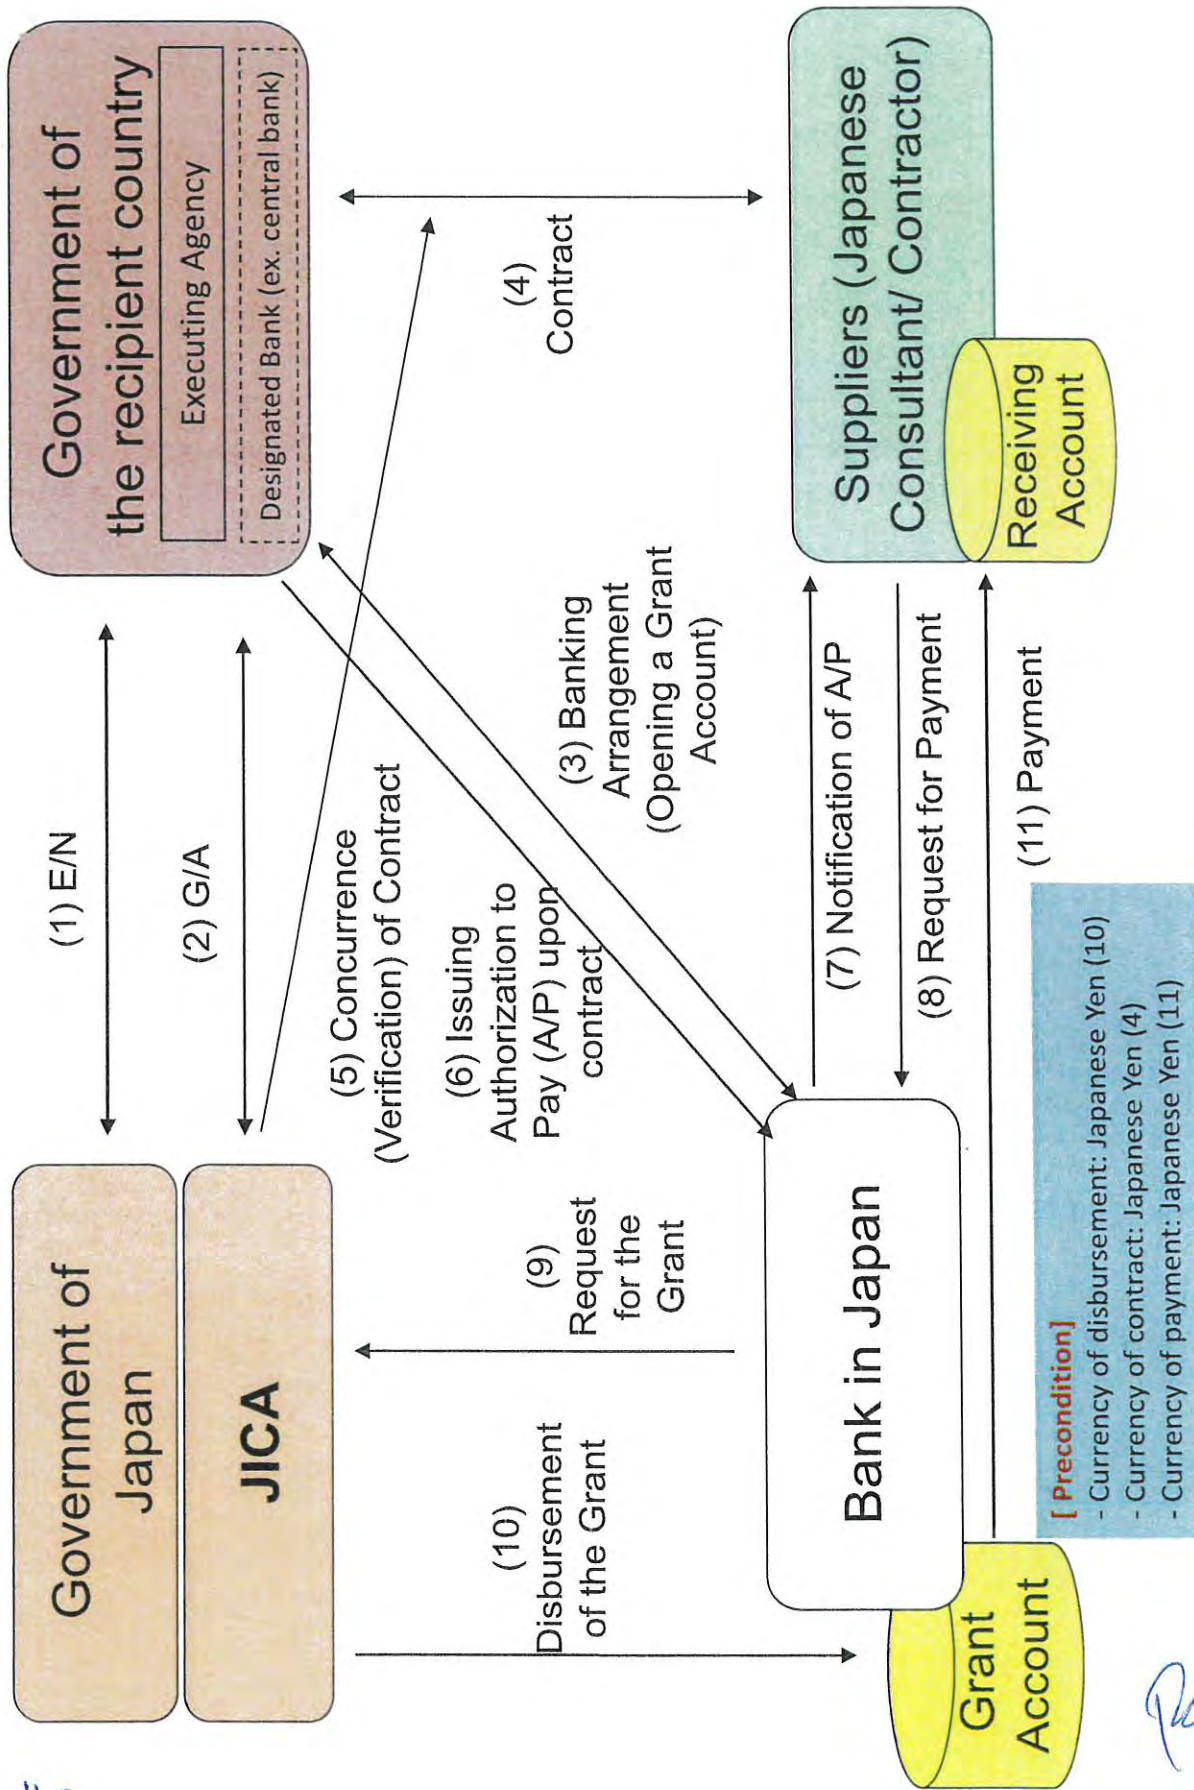 Government of
Japan
JICA
(1) E/N
(2) G/A
Government of
the recipient country
Executing Agency
Designated Bank (ex. central bank)
(5) Concurrence
(Verification) of Contract
(6) Issuing
Authorization to
Pay (A/P) upon
contract
(3) Banking
Arrangement
(Opening a Grant
Account)
(4)
Contract
(9)
Request
for the
Grant
(10)
Disbursement
of the Grant
Bank in Japan
Grant
Account
(7) Notification of A/P
(8) Request for Payment
(11) Payment
Suppliers (Japanese
Consultant/ Contractor)
Receiving
Account
[ Precondition]
- Currency of disbursement: Japanese Yen (10)
- Currency of contract: Japanese Yen (4)
- Currency of payment: Japanese Yen (11)